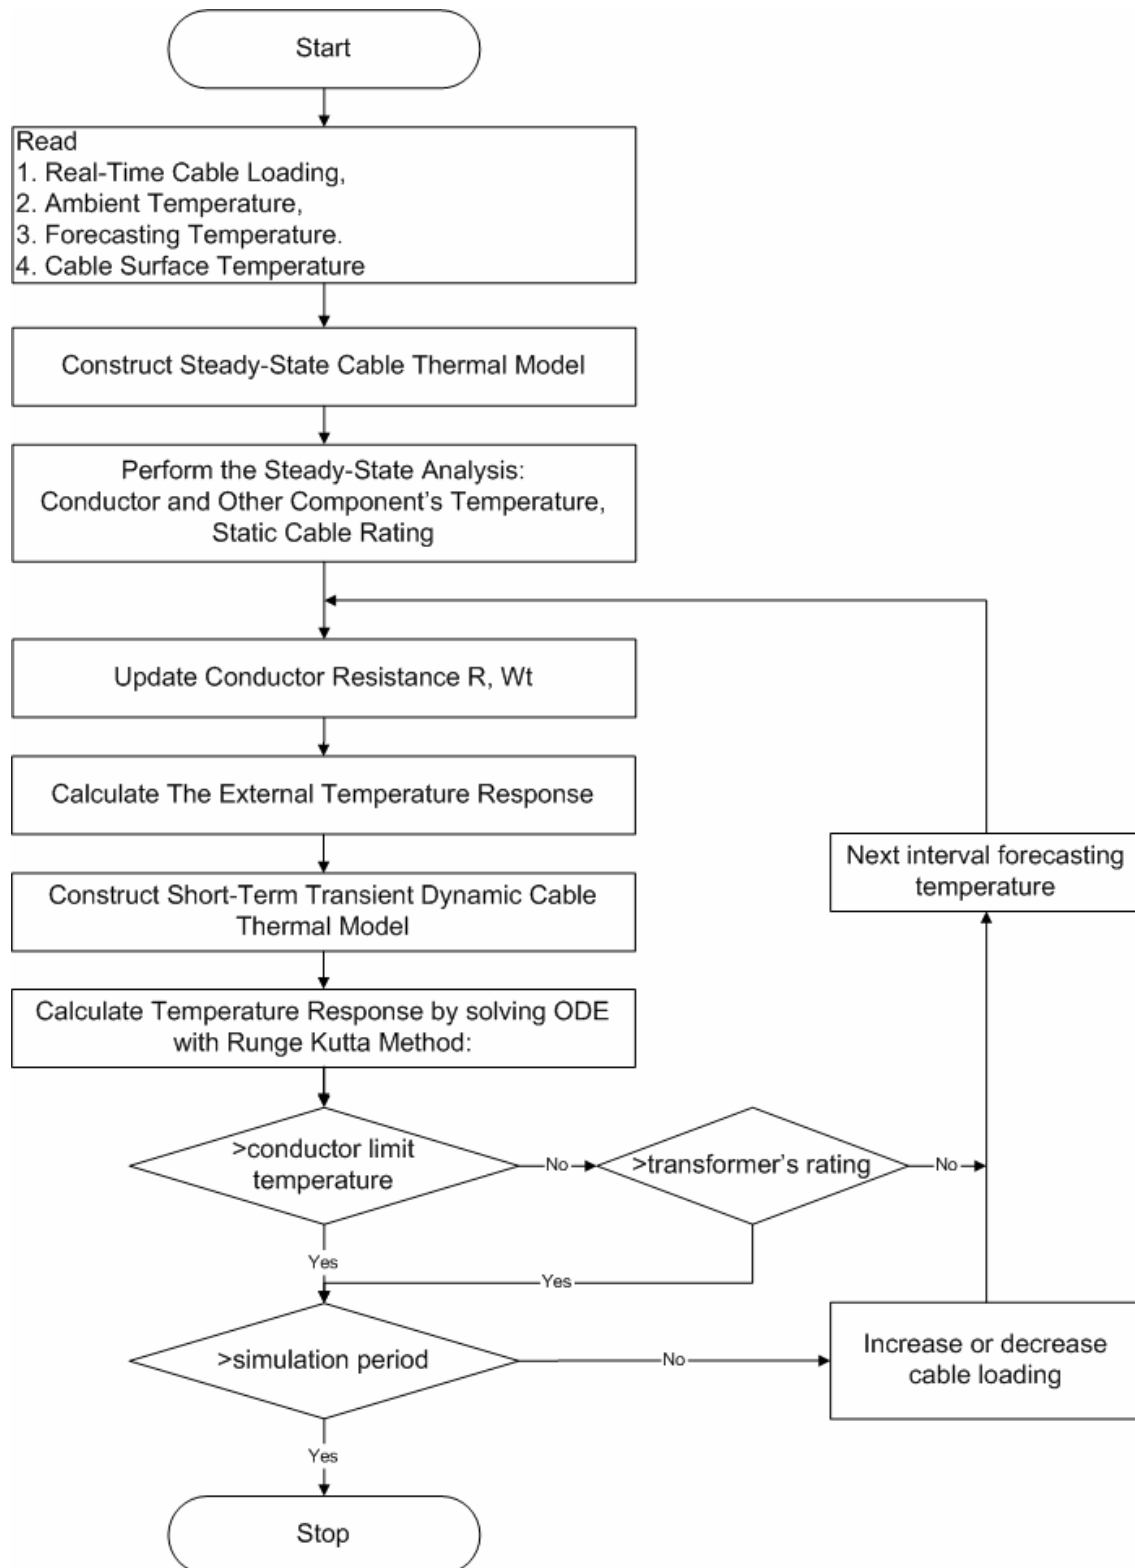 Start
Read
1. Real-Time Cable Loading,
2. Ambient Temperature,
3. Forecasting Temperature.
4. Cable Surface Temperature
Construct Steady-State Cable Thermal Model
Perform the Steady-State Analysis:
Conductor and Other Component's Temperature,
Static Cable Rating
Update Conductor Resistance R, Wt
Calculate The External Temperature Response
Next interval forecasting
temperature
Construct Short-Term Transient Dynamic Cable
Thermal Model
Calculate Temperature Response by solving ODE
with Runge Kutta Method:
>conductor limit
temperature
No
>transformer's rating
No
Yes
Yes
>simulation period
No
Increase or decrease
cable loading
Yes
Stop